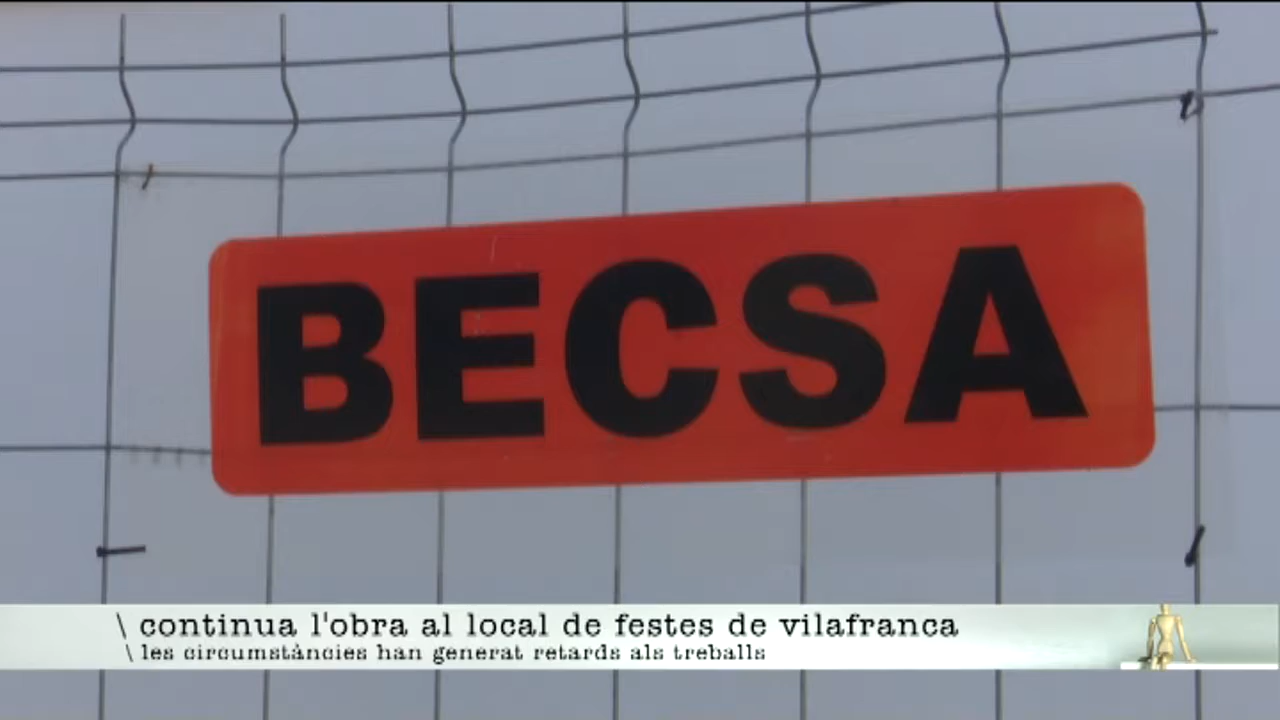 BECSA
\ continua l'obra al local de festes de vilafranca
\ les circumstàncies han generat retards als treballs